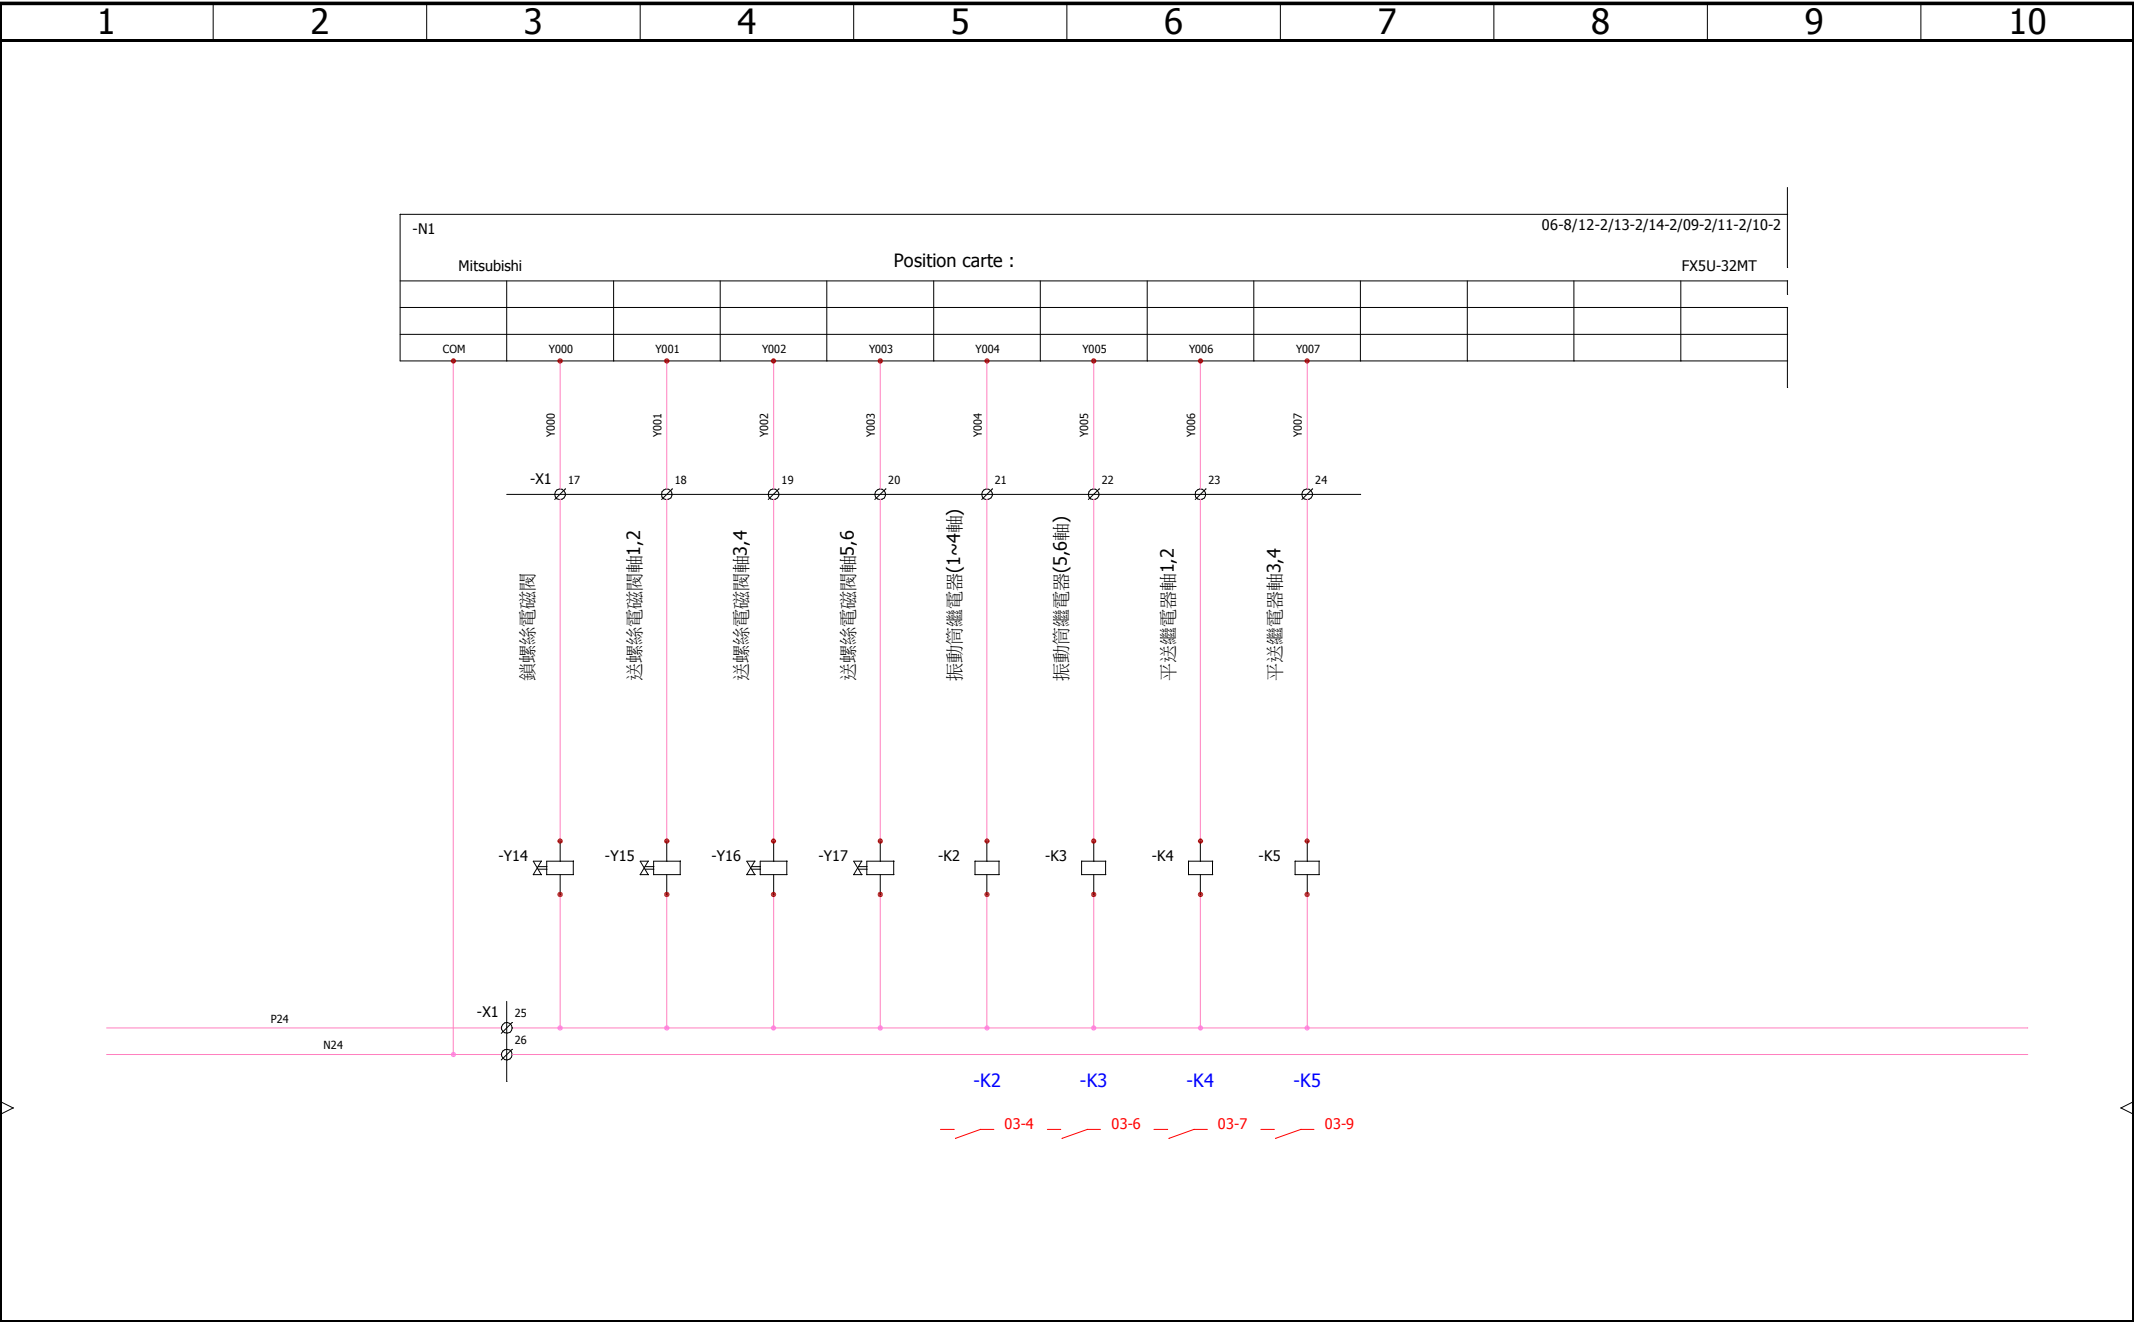 1 2 3 4 5 6 7 8 9 10
-N1 06-8/12-2/13-2/14-2/09-2/11-2/10-2
Mitsubishi Position carte : FX5U-32MT
COM Y000 Y001 Y002 Y003 Y004 Y005 Y006 Y007
Y000 Y001 Y002 Y003 Y004 Y005 Y006 Y007
-X1 17 18 19 20 21 22 23 24
鎖螺絲電磁閥
送螺絲電磁閥軸1,2
送螺絲電磁閥軸3,4
送螺絲電磁閥軸5,6
振動筒繼電器(1~4軸)
振動筒繼電器(5,6軸)
平送繼電器軸1,2
平送繼電器軸3,4
-Y14 -Y15 -Y16 -Y17 -K2 -K3 -K4 -K5
-X1 25
P24
26
N24
-K2 -K3 -K4 -K5
03-4 03-6 03-7 03-9